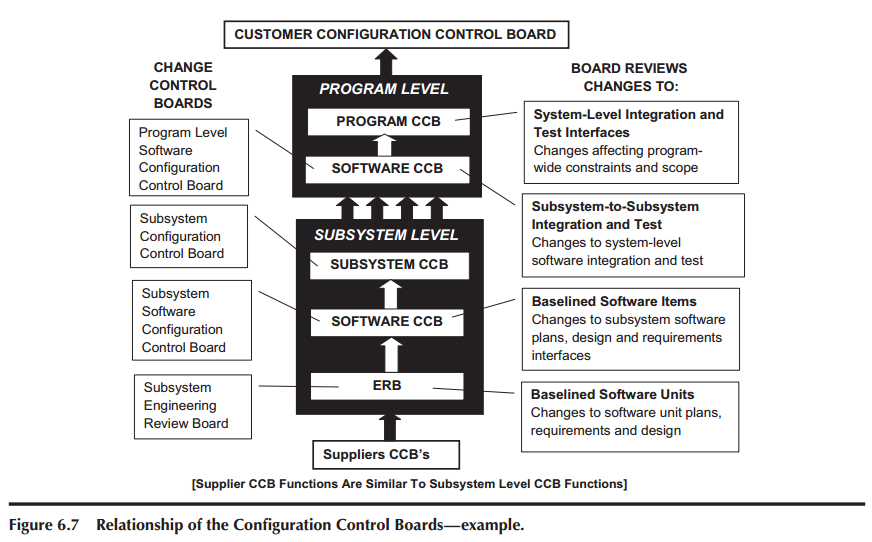 CUSTOMER CONFIGURATION CONTROL BOARD
CHANGE
CONTROL
BOARDS
BOARD REVIEWS
CHANGES TO:
PROGRAM LEVEL
PROGRAM CCB
SOFTWARE CCB
Program Level
Software
Configuration
Control Board
System-Level Integration and
Test Interfaces
Changes affecting program-
wide constraints and scope
Subsystem
Configuration
Control Board
Subsystem-to-Subsystem
Integration and Test
Changes to system-level
software integration and test
SUBSYSTEM LEVEL
SUBSYSTEM CCB
SOFTWARE CCB
ERB
Subsystem
Software
Configuration
Control Board
Baselined Software Items
Changes to subsystem software
plans, design and requirements
interfaces
Subsystem
Engineering
Review Board
Baselined Software Units
Changes to software unit plans,
requirements and design
Suppliers CCB's
[Supplier CCB Functions Are Similar To Subsystem Level CCB Functions]
Figure 6.7 Relationship of the Configuration Control Boards—example.